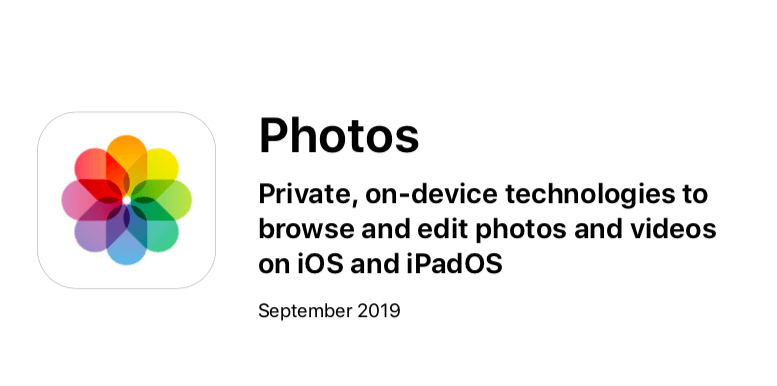 Photos
Private, on-device technologies to
browse and edit photos and videos
on iOS and iPadOS
September 2019